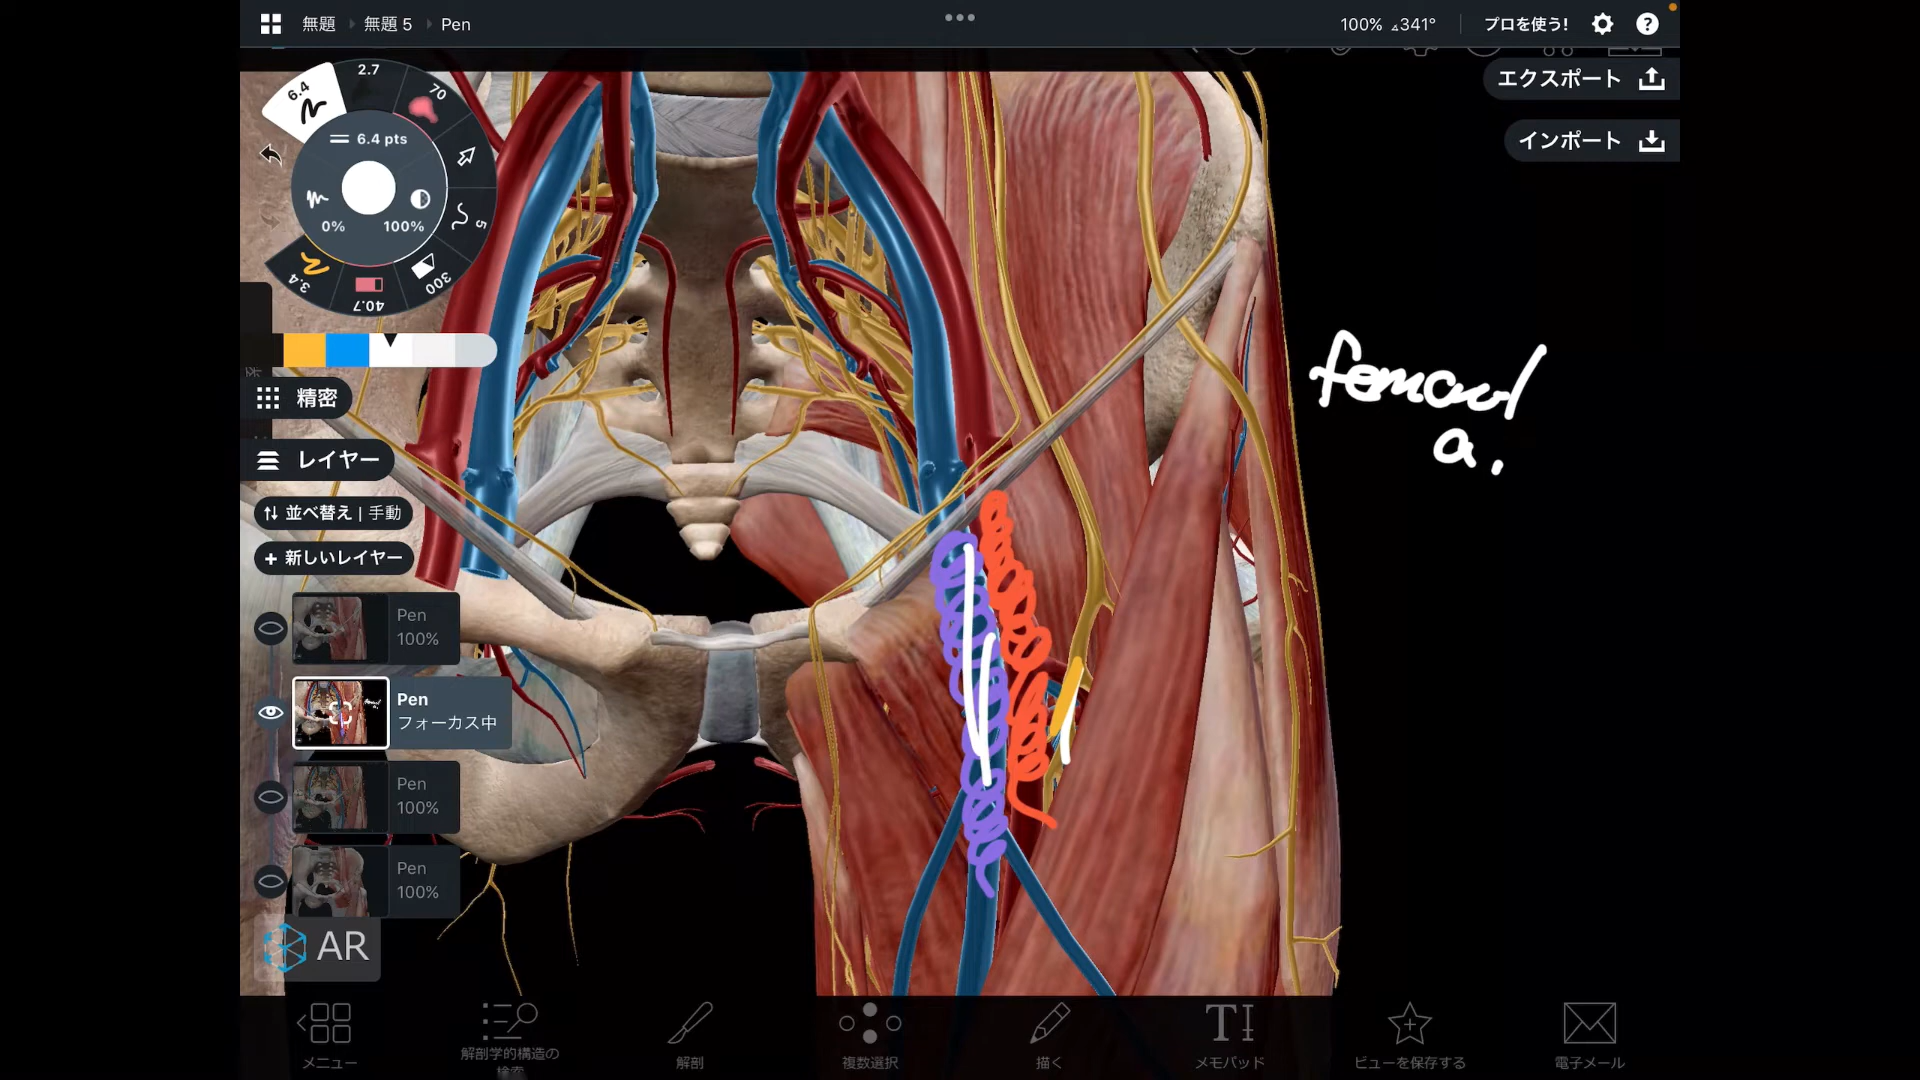 無題 無題 5 Pen
100% 341°
プロを使う!
エクスポート
インポート
2.7
6.4
70
6.4 pts
0% 100%
5
3.4
40.7
300
精密
レイヤー
並べ替え | 手動
+ 新しいレイヤー
Pen
100%
Pen
フォーカス中
Pen
100%
Pen
100%
AR
femoral
a.
メニュー
解剖学的構造の
検索
解剖
複数選択
描く
メモパッド
ビューを保存する
電子メール